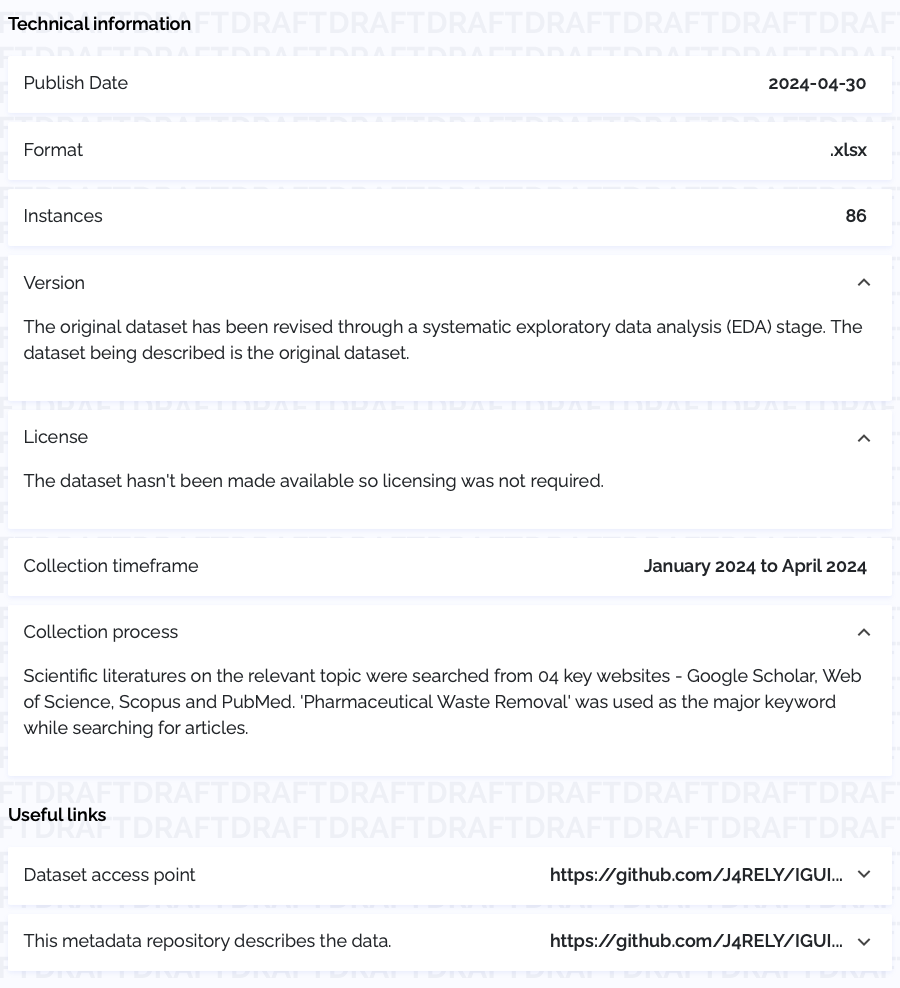 Technical information
Publish Date 2024-04-30
Format .xlsx
Instances 86
Version
The original dataset has been revised through a systematic exploratory data analysis (EDA) stage. The
dataset being described is the original dataset.
License
The dataset hasn't been made available so licensing was not required.
Collection timeframe January 2024 to April 2024
Collection process
Scientific literatures on the relevant topic were searched from 04 key websites - Google Scholar, Web
of Science, Scopus and PubMed. 'Pharmaceutical Waste Removal' was used as the major keyword
while searching for articles.
Useful links
Dataset access point https://github.com/J4RELY/IGUI...
This metadata repository describes the data. https://github.com/J4RELY/IGUI...